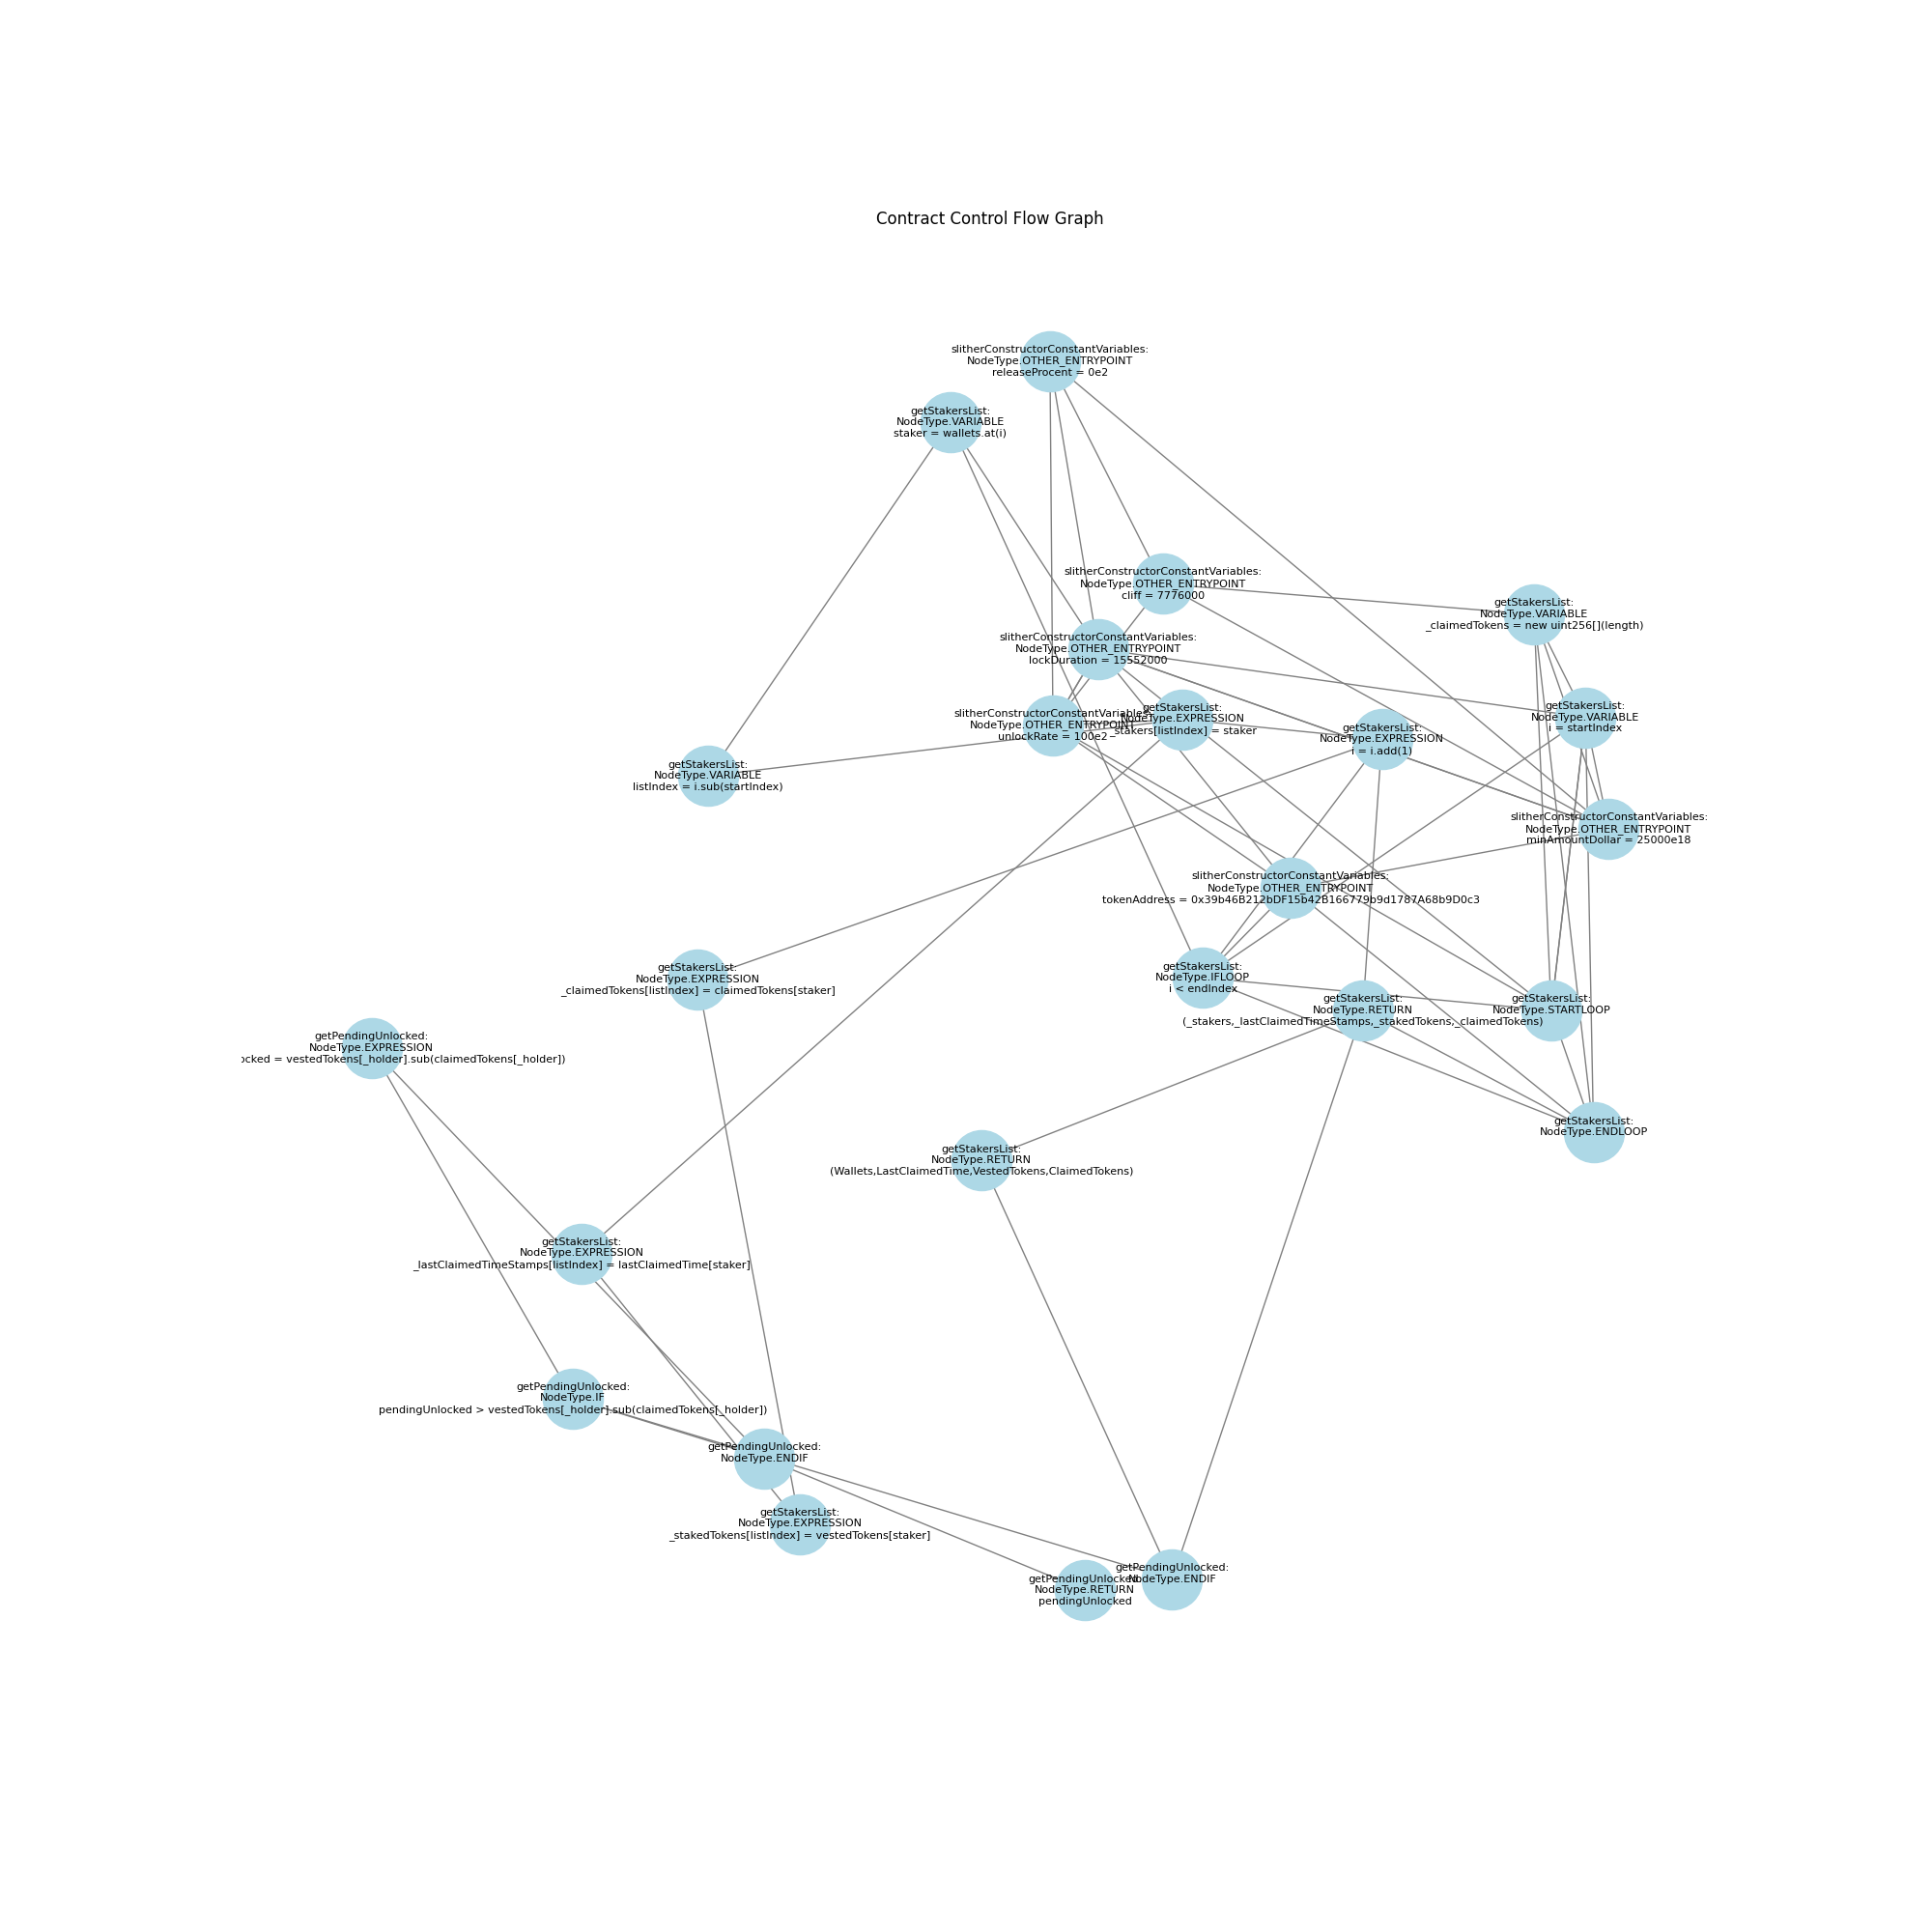 Contract Control Flow Graph
slitherConstructorConstantVariables:
NodeType.OTHER_ENTRYPOINT
releaseProcent = 0e2
getStakersList:
NodeType.VARIABLE
staker = wallets.at(i)
slitherConstructorConstantVariables:
NodeType.OTHER_ENTRYPOINT
cliff = 7776000
getStakersList:
NodeType.VARIABLE
_claimedTokens = new uint256[](length)
slitherConstructorConstantVariables:
NodeType.OTHER_ENTRYPOINT
lockDuration = 15552000
slitherConstructorConstantVariables:
NodeType.OTHER_ENTRYPOINT
unlockRate = 100e2
getStakersList:
NodeType.EXPRESSION
_stakers[listIndex] = staker
getStakersList:
NodeType.VARIABLE
i = startIndex
getStakersList:
NodeType.EXPRESSION
i = i.add(1)
getStakersList:
NodeType.VARIABLE
listIndex = i.sub(startIndex)
slitherConstructorConstantVariables:
NodeType.OTHER_ENTRYPOINT
minAmountDollar = 25000e18
slitherConstructorConstantVariables:
NodeType.OTHER_ENTRYPOINT
tokenAddress = 0x39b46B212bDF15b42B166779b9d1787A68b9D0c3
getStakersList:
NodeType.EXPRESSION
_claimedTokens[listIndex] = claimedTokens[staker]
getStakersList:
NodeType.IFLOOP
i < endIndex
getStakersList:
NodeType.RETURN
(_stakers,_lastClaimedTimeStamps,_stakedTokens,_claimedTokens)
getStakersList:
NodeType.STARTLOOP
getPendingUnlocked:
NodeType.EXPRESSION
ocked = vestedTokens[_holder].sub(claimedTokens[_holder])
getStakersList:
NodeType.ENDLOOP
getStakersList:
NodeType.RETURN
(Wallets,LastClaimedTime,VestedTokens,ClaimedTokens)
getStakersList:
NodeType.EXPRESSION
_lastClaimedTimeStamps[listIndex] = lastClaimedTime[staker]
getPendingUnlocked:
NodeType.IF
pendingUnlocked > vestedTokens[_holder].sub(claimedTokens[_holder])
getPendingUnlocked:
NodeType.ENDIF
getStakersList:
NodeType.EXPRESSION
_stakedTokens[listIndex] = vestedTokens[staker]
getPendingUnlocked:
NodeType.RETURN
pendingUnlocked
getPendingUnlocked:
NodeType.ENDIF